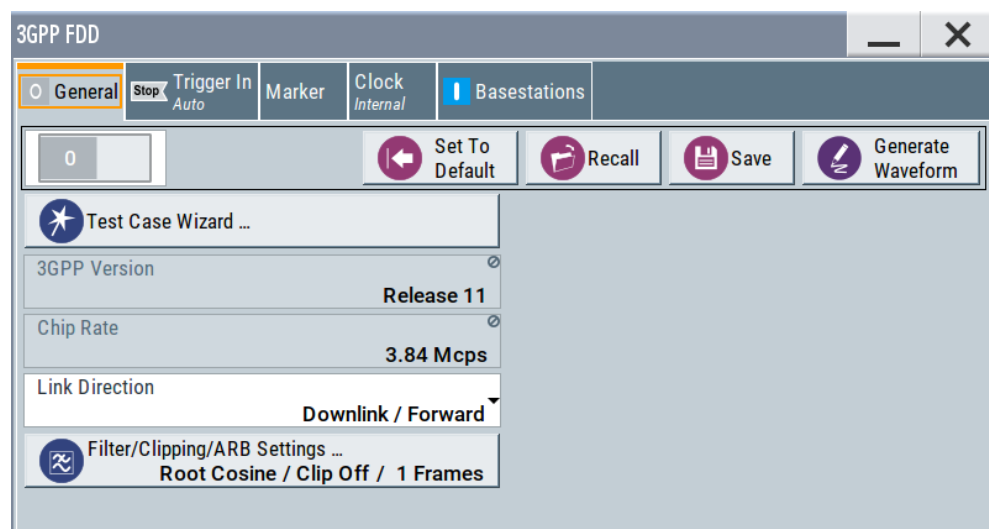 3GPP FDD
0 General
Stop Trigger In
Auto
Marker
Clock
Internal
Basestations
0
Set To
Default
Recall
Save
Generate
Waveform
Test Case Wizard ...
3GPP Version
Release 11
Chip Rate
3.84 Mcps
Link Direction
Downlink / Forward
Filter/Clipping/ARB Settings ...
Root Cosine / Clip Off / 1 Frames